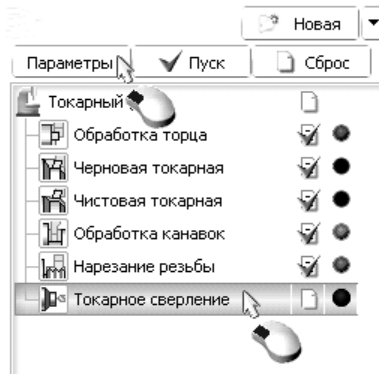 Новая
Параметры Пуск Сброс
Токарный
Обработка торца
Черновая токарная
Чистовая токарная
Обработка канавок
Нарезание резьбы
Токарное сверление